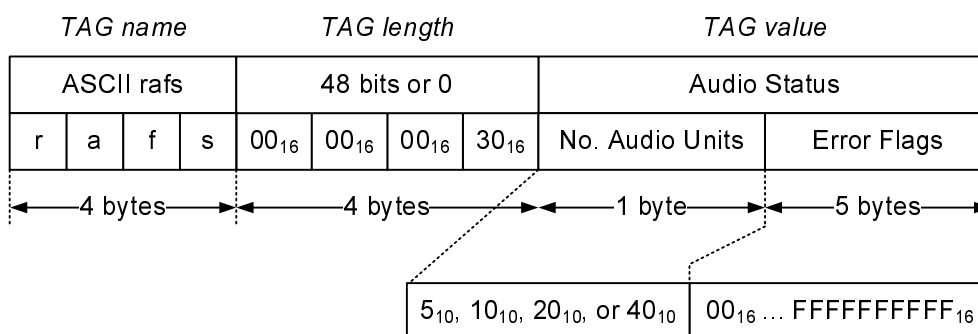 TAG name TAG length TAG value
ASCII rafs 48 bits or 0 Audio Status
r a f s 00₁₆ 00₁₆ 00₁₆ 30₁₆ No. Audio Units Error Flags
4 bytes 4 bytes 1 byte 5 bytes
5₁₀, 10₁₀, 20₁₀, or 40₁₀ 00₁₆ ... FFFFFFFFFF₁₆